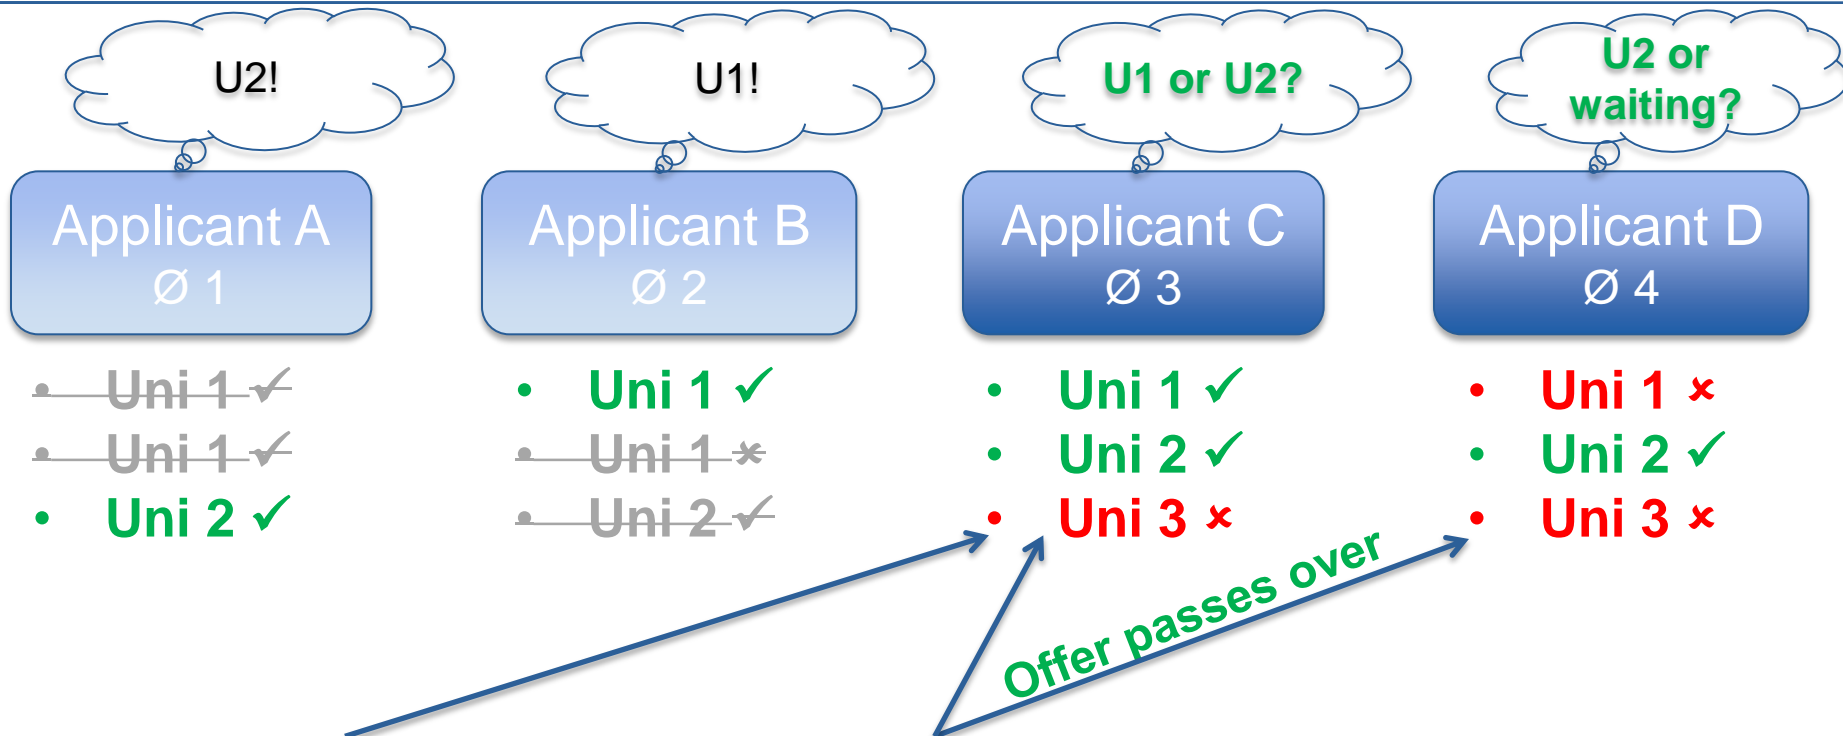 U2!
U1!
U1 or U2?
U2 or
waiting?
Applicant A
Ø 1
Applicant B
Ø 2
Applicant C
Ø 3
Applicant D
Ø 4
• Uni 1 ✓
• Uni 1 ✓
• Uni 2 ✓
• Uni 1 ✓
• Uni 1 ×
• Uni 2 ✓
• Uni 1 ✓
• Uni 2 ✓
• Uni 3 ×
• Uni 1 ×
• Uni 2 ✓
• Uni 3 ×
Offer passes over